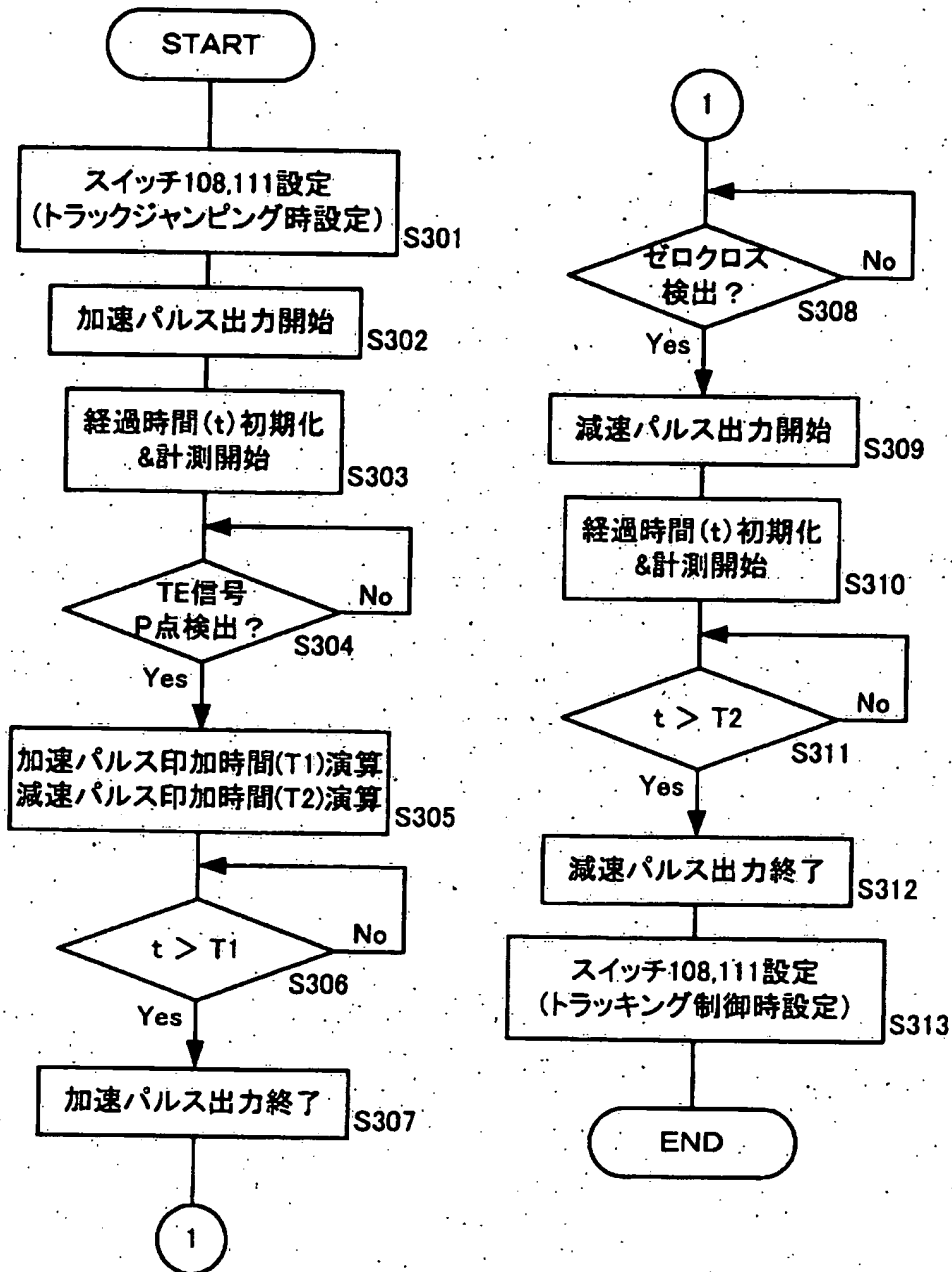 START
スイッチ108,111設定
(トラックジャンピング時設定)
S301
加速パルス出力開始
S302
経過時間(t)初期化
&計測開始
S303
TE信号
P点検出？
No
S304
Yes
加速パルス印加時間(T1)演算
減速パルス印加時間(T2)演算
S305
t > T1
No
S306
Yes
加速パルス出力終了
S307
1
1
ゼロクロス
検出？
No
S308
Yes
減速パルス出力開始
S309
経過時間(t)初期化
&計測開始
S310
t > T2
No
S311
Yes
減速パルス出力終了
S312
スイッチ108,111設定
(トラッキング制御時設定)
S313
END